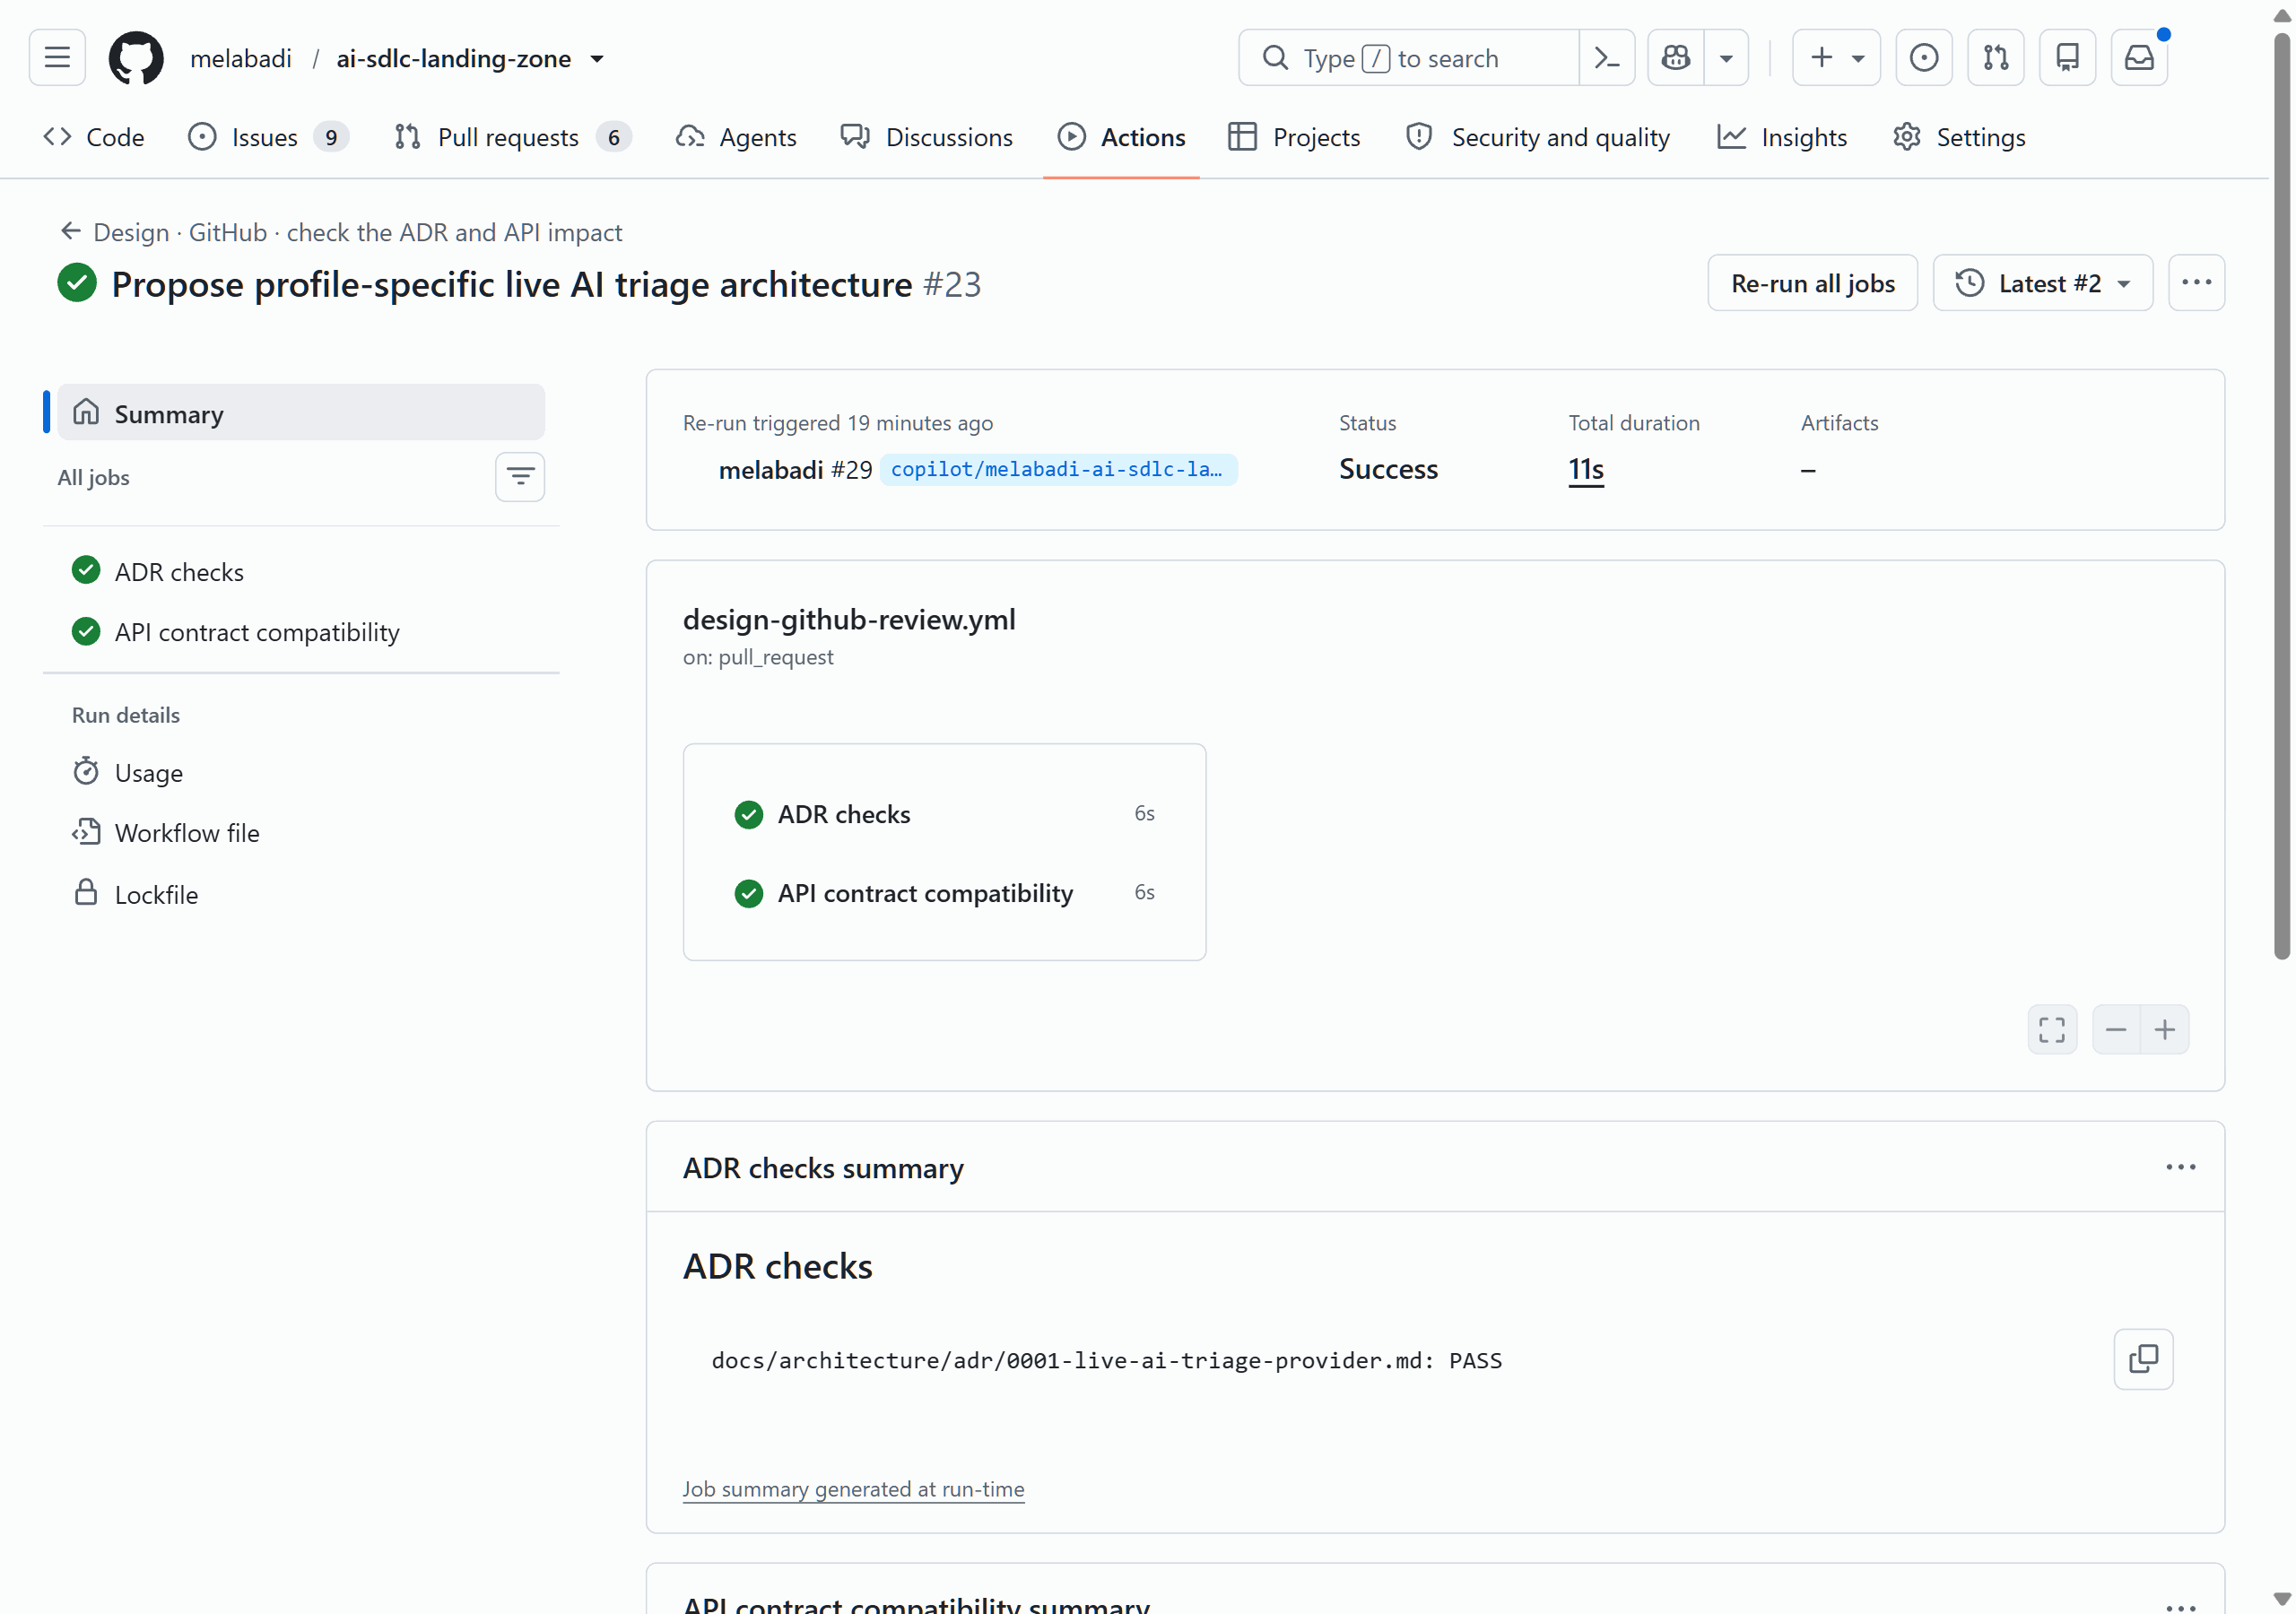 melabadi / ai-sdlc-landing-zone
Type / to search
Code
Issues 9
Pull requests 6
Agents
Discussions
Actions
Projects
Security and quality
Insights
Settings
Design · GitHub · check the ADR and API impact
Propose profile-specific live AI triage architecture #23
Re-run all jobs
Latest #2
Summary
All jobs
ADR checks
API contract compatibility
Run details
Usage
Workflow file
Lockfile
Re-run triggered 19 minutes ago
melabadi #29 copilot/melabadi-ai-sdlc-la…
Status
Success
Total duration
11s
Artifacts
–
design-github-review.yml
on: pull_request
ADR checks 6s
API contract compatibility 6s
ADR checks summary
ADR checks
docs/architecture/adr/0001-live-ai-triage-provider.md: PASS
Job summary generated at run-time
API contract compatibility summary